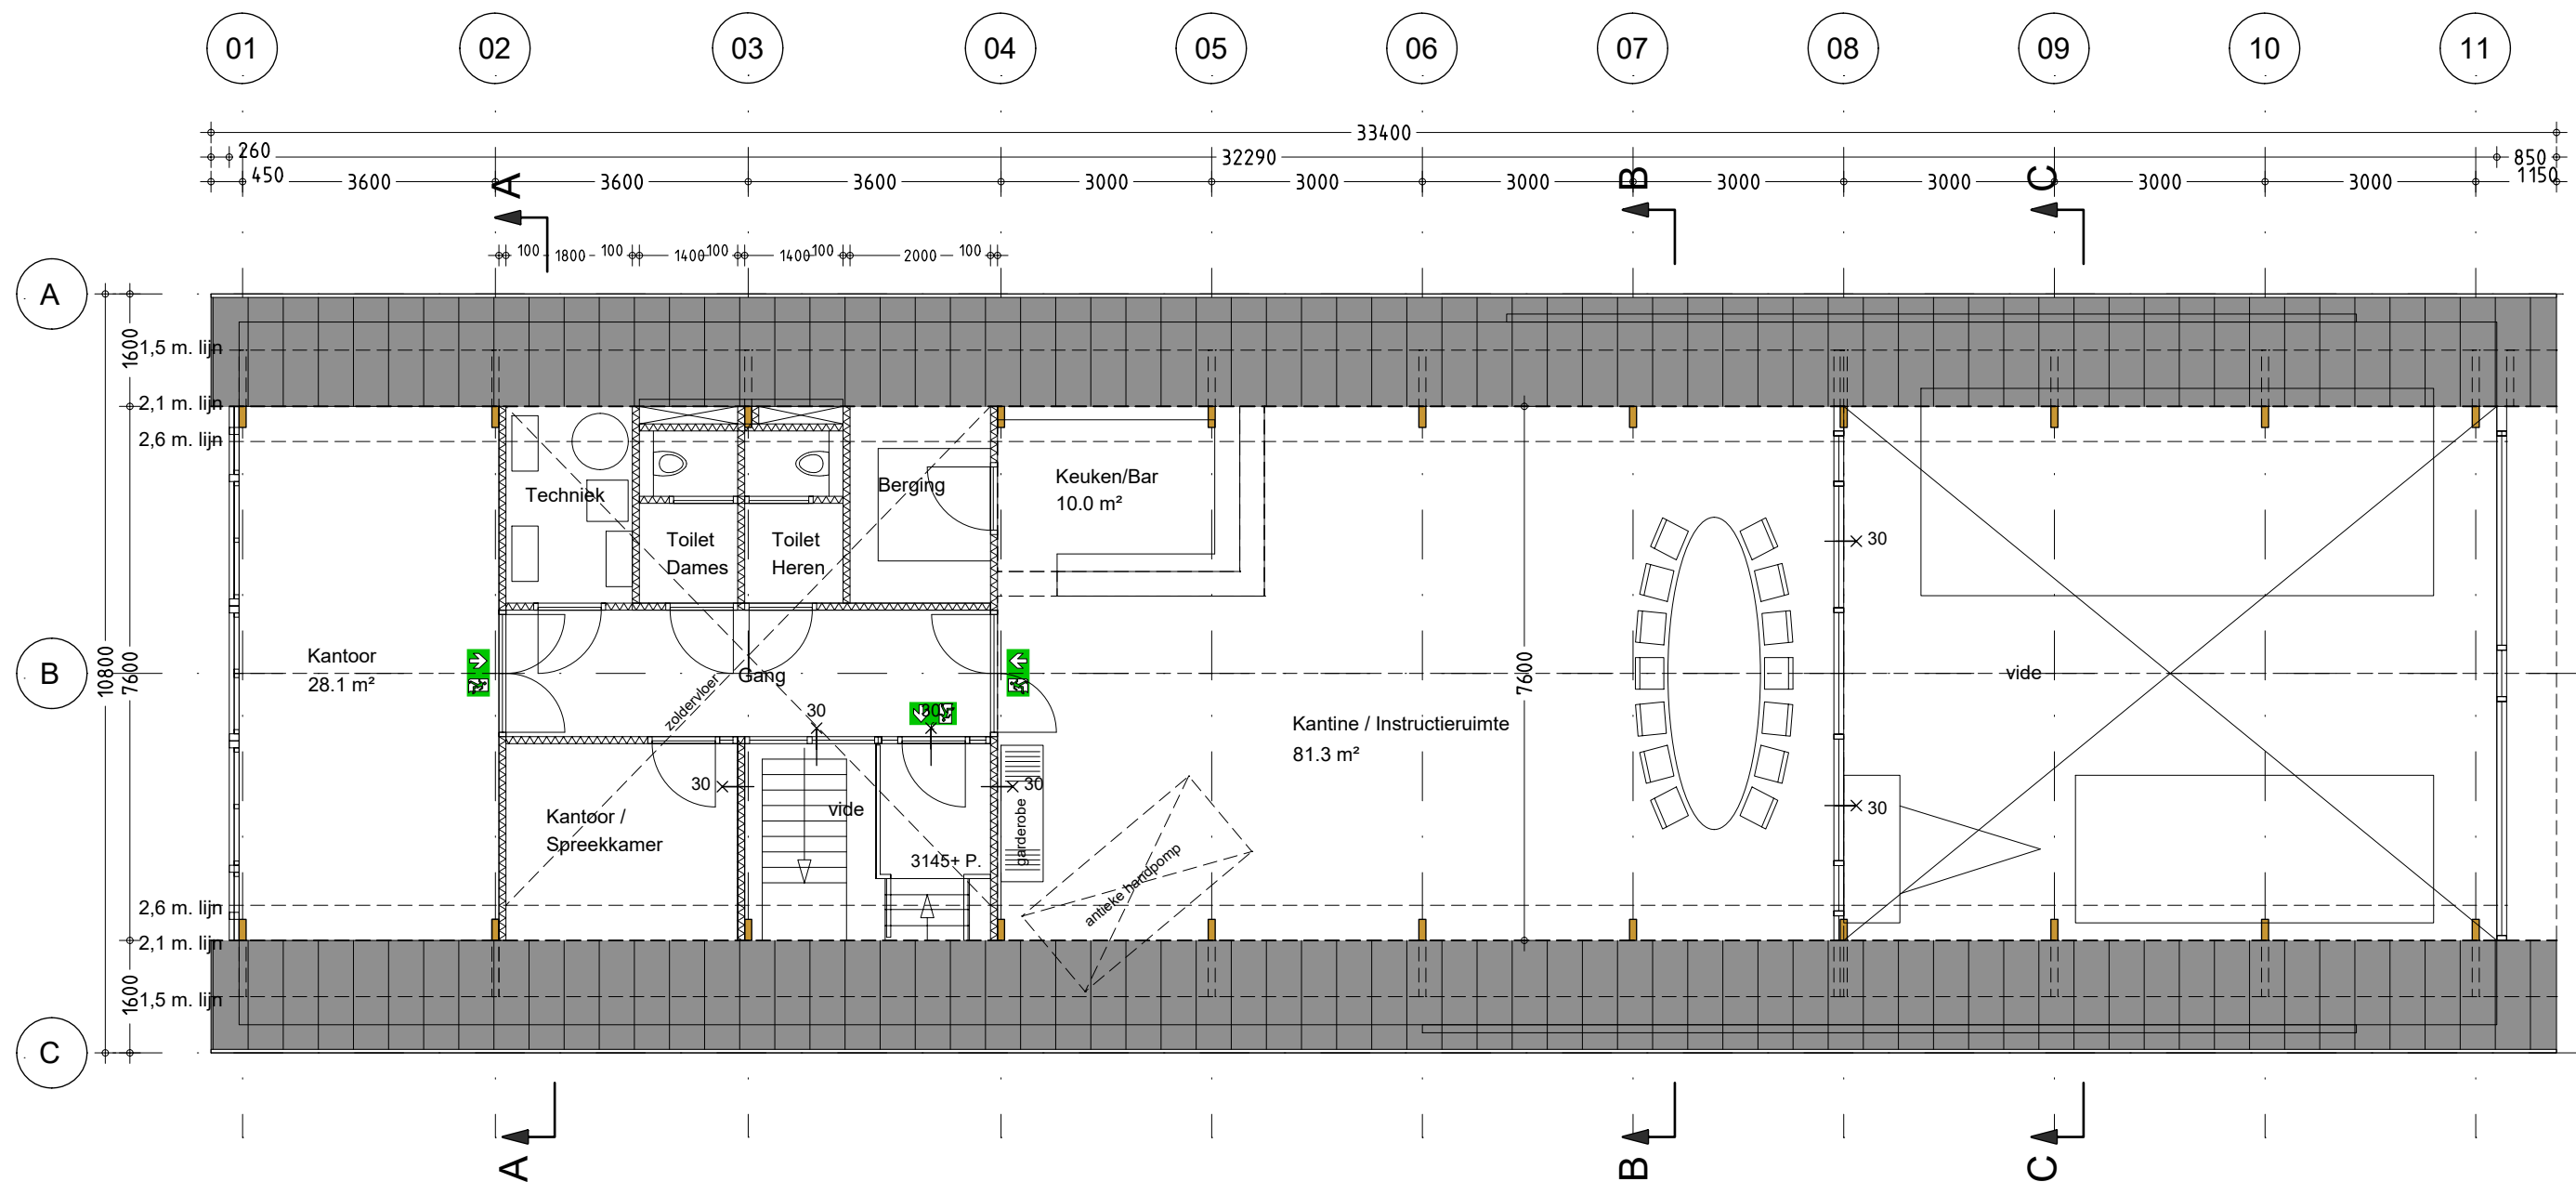 01 02 03 04 05 06 07 08 09 10 11
33400
260 32290 850
450 3600 3600 3600 3000 3000 3000 3000 3000 3000 3000 1150
A B C
100 1800 100 1400 100 1400 100 2000 100
A
1600
1,5 m. lijn
2,1 m. lijn
2,6 m. lijn
Techniek
Berging
Keuken/Bar
10.0 m²
Toilet
Dames
Toilet
Heren
30
B
10800
7600
Kantoor
28.1 m²
Gang
zoldervloer
7600
vide
30
30
Kantine / Instructieruimte
81.3 m²
30
30
30
vide
Kantoor /
Spreekkamer
3145+ P.
garderobe
antieke handpomp
2,6 m. lijn
2,1 m. lijn
1600
1,5 m. lijn
C
A B C